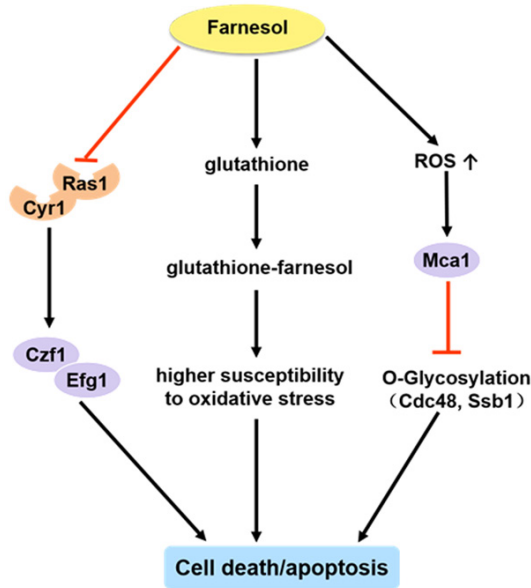 Farnesol
Ras1
Cyr1
glutathione
ROS ↑
glutathione-farnesol
Mca1
Czf1
Efg1
higher susceptibility
to oxidative stress
O-Glycosylation
（Cdc48, Ssb1）
Cell death/apoptosis